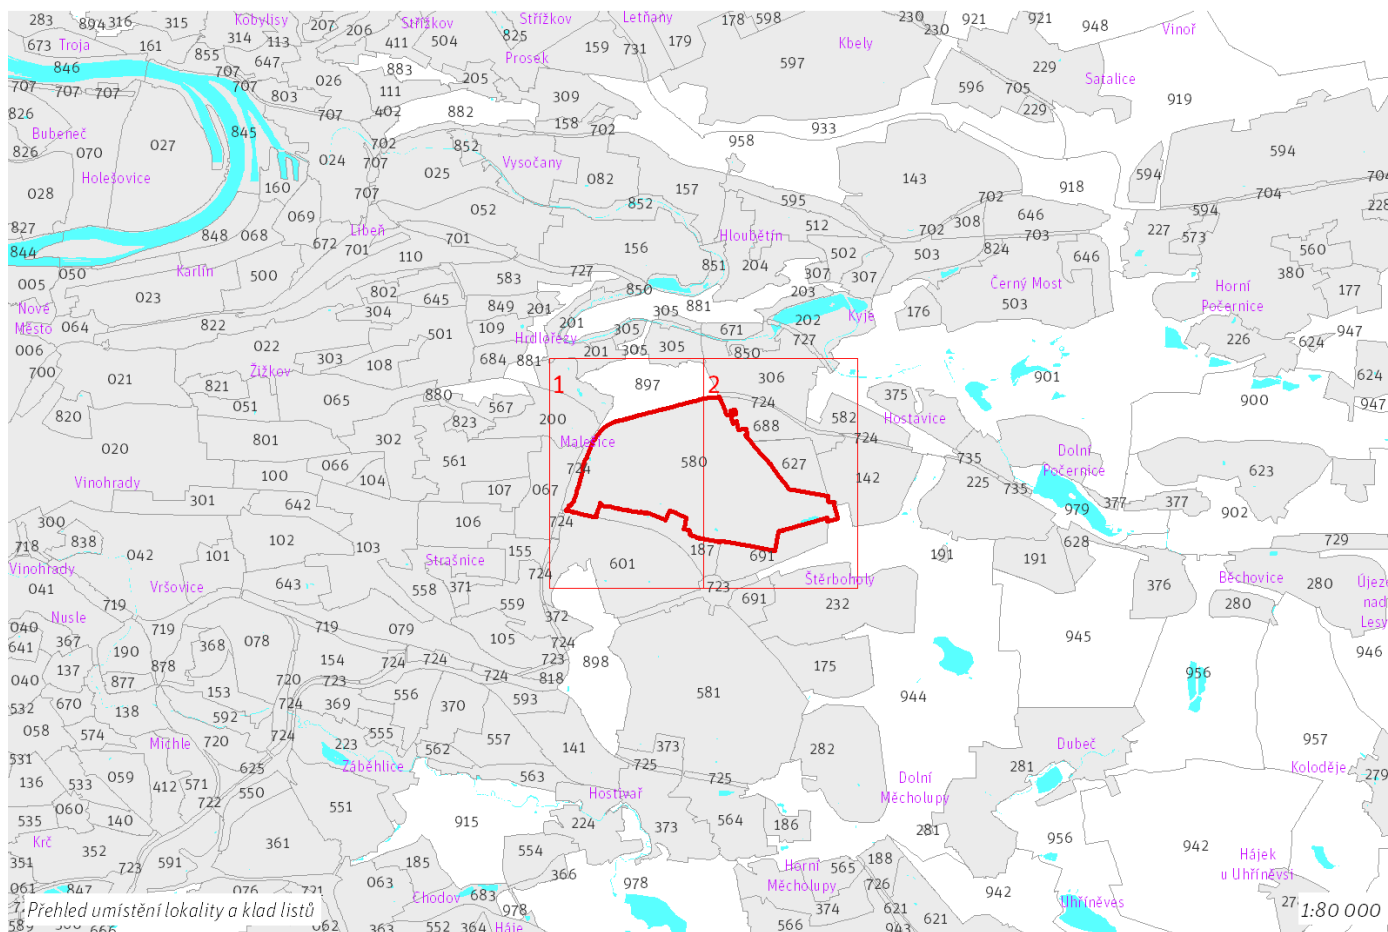 283 894 316 315 Kobylisy 207 206 Střížkov Střížkov Letňany 178 598 230 921 921 948 Vinoř
673 Troja 161 314 113 411 504 825 159 731 179 Kbely 230
846 855 647 883 Prosek 597 229 Satalice
707 707 707 707 707 026 111 205 596 705
826 803 402 309 229 919
Bubeneč 845 707 882 158 702 933
826 070 027 702 852 958 594
Holešovice 024 707 Vysočany 143
028 160 025 082 157 702 918 594 704 704
827 069 707 052 852 595 308 646 594 228
844 848 068 672 Libeň 701 701 156 Hloubětín 512 702 703 227 573
050 Karlín 500 110 727 851 204 502 503 824 646 560
005 583 850 307 307 Černý Most 380
023 802 645 849 201 305 881 203 503 Horní
Nové 304 202 Kyje 176 Počernice 177
Město 064 822 501 109 201 305 671 727 226 624 947
006 022 Hrdlořezy
700 303 108 684 881 201 305 305 850
021 Žižkov 897 306 901 624
821 051 065 880 567 1 2 724 375 900 947
820 823 200 688 582 Hostavice
020 801 302 Malešice 724 Dolní
066 561 724 580 627 735 Počernice 623
Vinohrady 100 104 107 067 142 225 735 377 377
301 642 979 902
300 106 724
718 838 042 101 102 103 155 187 691 191 628 729
Vinohrady Strašnice 601 191
041 Vršovice 643 558 371 724 723 Štěrboholy 376 Běchovice 280 Újezd
719 559 691 232 280 nad
Nusle 372 Lesy
040 367 719 719 079 105 724 945
641 190 368 078 946
137 878 154 724 724 723 898 175 956
040 877 153 720 723 724 818 944
532 670 369 556 370 593 581
058 138 592 724
574 Michle 720 724 223 555 562 557 141 373 282 Dubeč 957
531 059 625 Záběhlice 725 725 281 Koloděje
136 533 412 571 550 563 Dolní 279
060 722 551 Hostivař Měcholupy
535 140 915 224 373 564 186 281 956
Krč 352 361 942
351 723 591 185 554 188 Hájek
063 366 Horní 565 u Uhříněvsi
061 847 Chodov 683 978 Měcholupy 726 942
978 374 621 621 Uhříněves
Přehled umístění lokality a klad listů 1:80 000
589 062 363 552 364 Háje 566 943